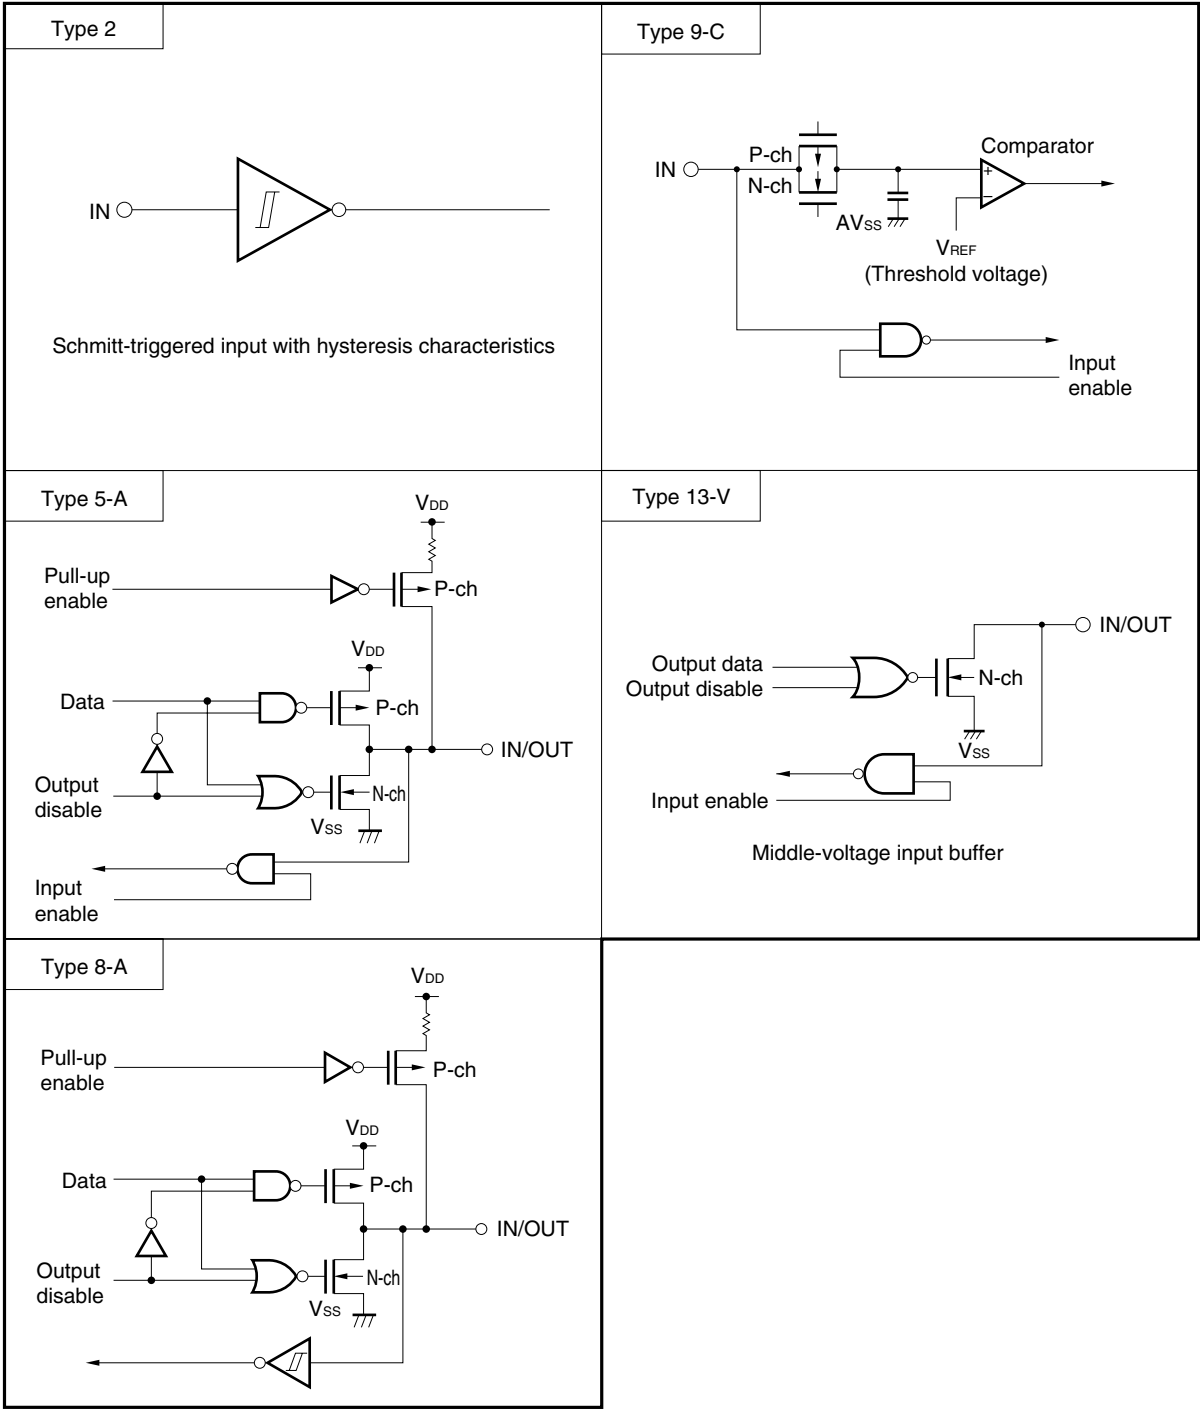 Type 2
IN
Schmitt-triggered input with hysteresis characteristics
Type 9-C
IN
P-ch
N-ch
Comparator
+
−
AVSS
VREF
(Threshold voltage)
Input
enable
Type 5-A
VDD
Pull-up
enable
P-ch
VDD
Data
P-ch
IN/OUT
Output
disable
N-ch
VSS
Input
enable
Type 13-V
IN/OUT
Output data
Output disable
N-ch
VSS
Input enable
Middle-voltage input buffer
Type 8-A
VDD
Pull-up
enable
P-ch
VDD
Data
P-ch
IN/OUT
Output
disable
N-ch
VSS